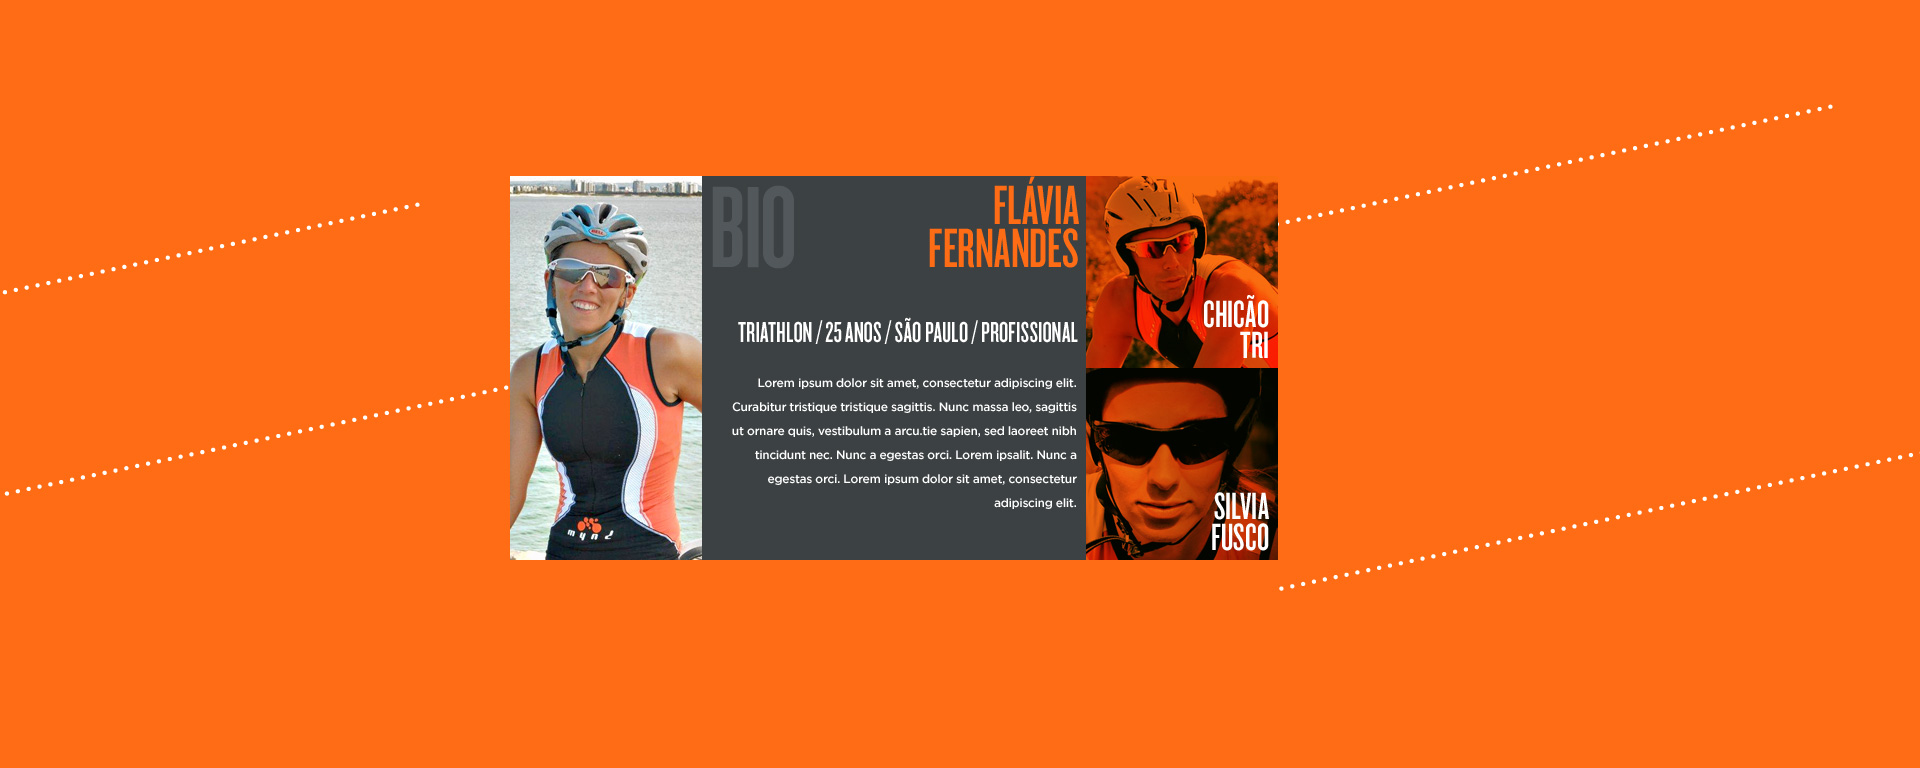 BIO
FLÁVIA
FERNANDES
TRIATHLON / 25 ANOS / SÃO PAULO / PROFISSIONAL
Lorem ipsum dolor sit amet, consectetur adipiscing elit.
Curabitur tristique tristique sagittis. Nunc massa leo, sagittis
ut ornare quis, vestibulum a arcu.tie sapien, sed laoreet nibh
tincidunt nec. Nunc a egestas orci. Lorem ipsalit. Nunc a
egestas orci. Lorem ipsum dolor sit amet, consectetur
adipiscing elit.
CHICÃO
TRI
SILVIA
FUSCO
BELL
mynd